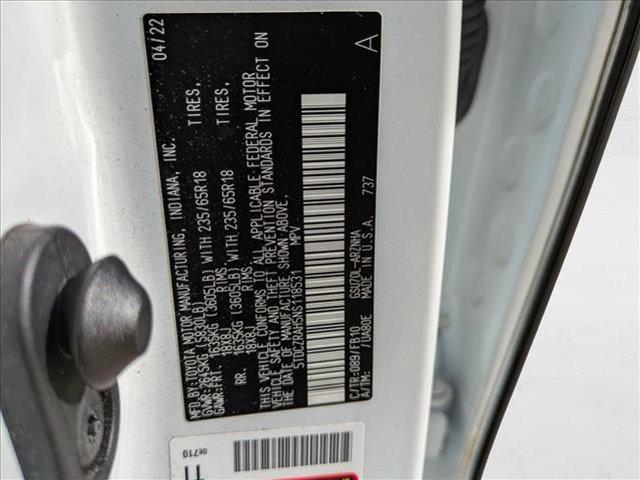 MFD.BY:TOYOTA MOTOR MANUFACTURING, INDIANA, INC. 04/22
GVWR:2645KG (5830LB)
GAWR:FRT. 1635KG (3605LB) WITH 235/65R18 TIRES,
18X8J RIMS,
RR. 1635KG (3605LB) WITH 235/65R18 TIRES,
18X8J RIMS
THIS VEHICLE CONFORMS TO ALL APPLICABLE FEDERAL MOTOR
VEHICLE SAFETY AND THEFT PREVENTION STANDARDS IN EFFECT ON
THE DATE OF MANUFACTURE SHOWN ABOVE.
5TDCZRAH5NS118531 MPV
A
C/TR:089/FB10 GSU70L-ARZNHA 737
A/TM: /UA80E MADE IN U.S.A.
0E710